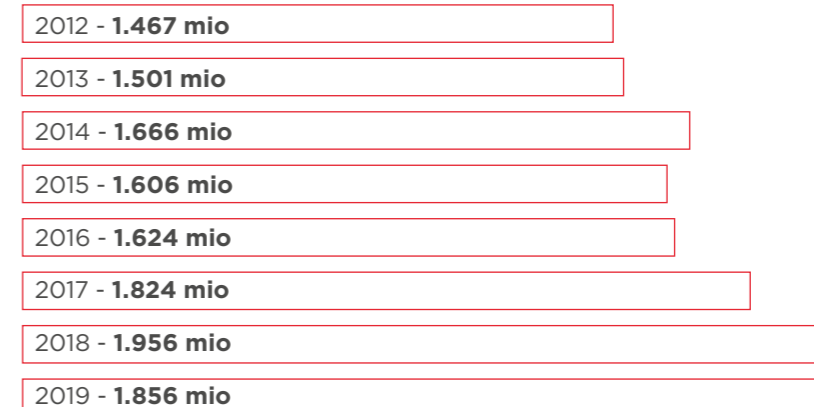 2012 - 1.467 mio
2013 - 1.501 mio
2014 - 1.666 mio
2015 - 1.606 mio
2016 - 1.624 mio
2017 - 1.824 mio
2018 - 1.956 mio
2019 - 1.856 mio